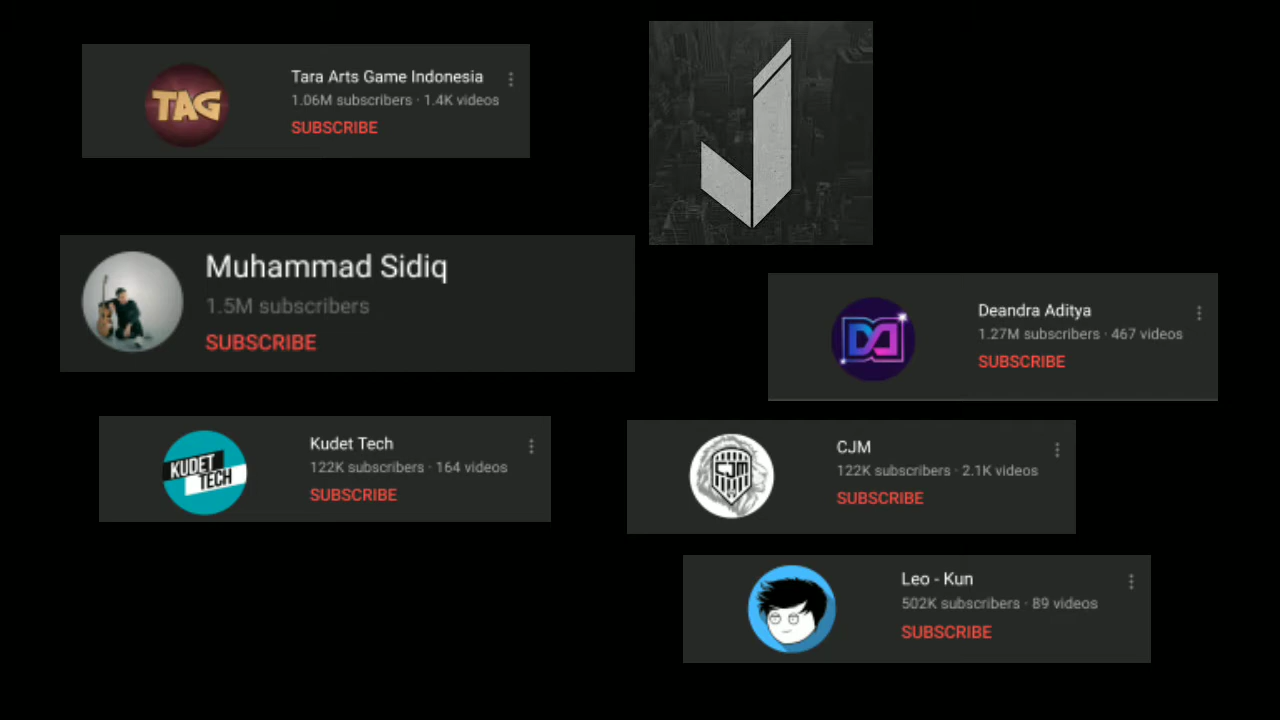 TAG
Tara Arts Game Indonesia
1.06M subscribers · 1.4K videos
SUBSCRIBE
J
Muhammad Sidiq
1.5M subscribers
SUBSCRIBE
DA
Deandra Aditya
1.27M subscribers · 467 videos
SUBSCRIBE
KUDET
TECH
Kudet Tech
122K subscribers · 164 videos
SUBSCRIBE
CJM
CJM
122K subscribers · 2.1K videos
SUBSCRIBE
Leo - Kun
502K subscribers · 89 videos
SUBSCRIBE